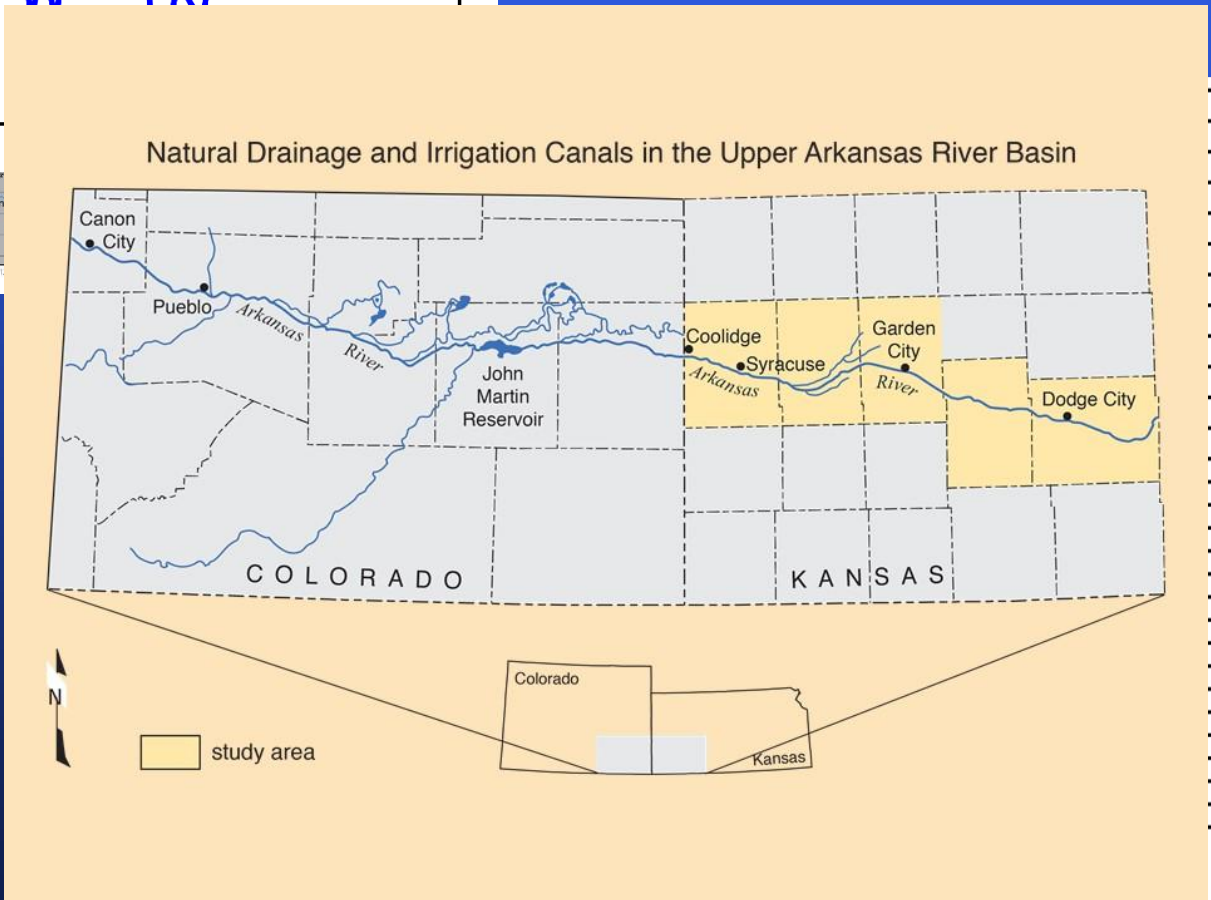 Natural Drainage and Irrigation Canals in the Upper Arkansas River Basin
Canon
City
Pueblo
Arkansas
River
John
Martin
Reservoir
Coolidge
Syracuse
Arkansas
Garden
City
River
Dodge City
COLORADO
KANSAS
N
study area
Colorado
Kansas